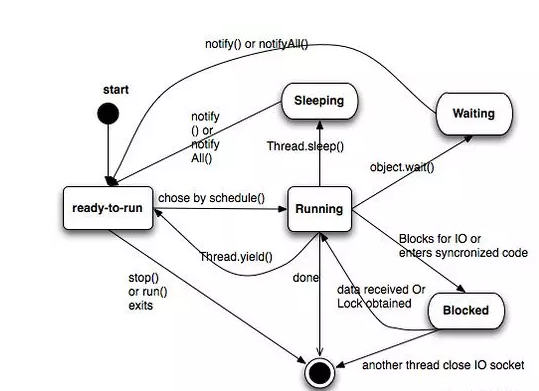 notify() or notifyAll()
start
Sleeping
Waiting
notify
() or
notify
All()
Thread.sleep()
object.wait()
ready-to-run
chose by schedule()
Running
Blocks for IO or
enters syncronized code
Thread.yield()
stop()
or run()
exits
done
data received Or
Lock obtained
Blocked
another thread close IO socket